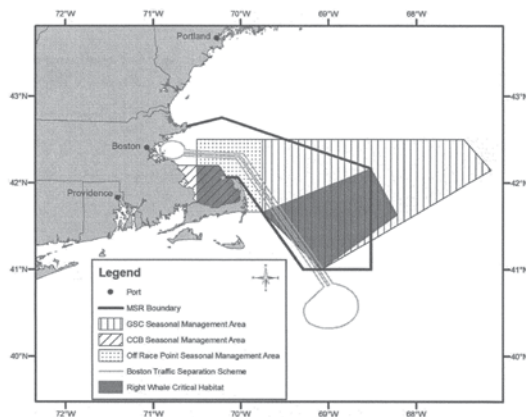 72°W 71°W 70°W 69°W 68°W
Portland
43°N 43°N
Boston
42°N 42°N
Providence
41°N 41°N
Legend
Port
MSR Boundary
GSC Seasonal Management Area
CCB Seasonal Management Area
Off Race Point Seasonal Management Area
Boston Traffic Separation Scheme
Right Whale Critical Habitat
40°N 40°N
72°W 71°W 70°W 69°W 68°W